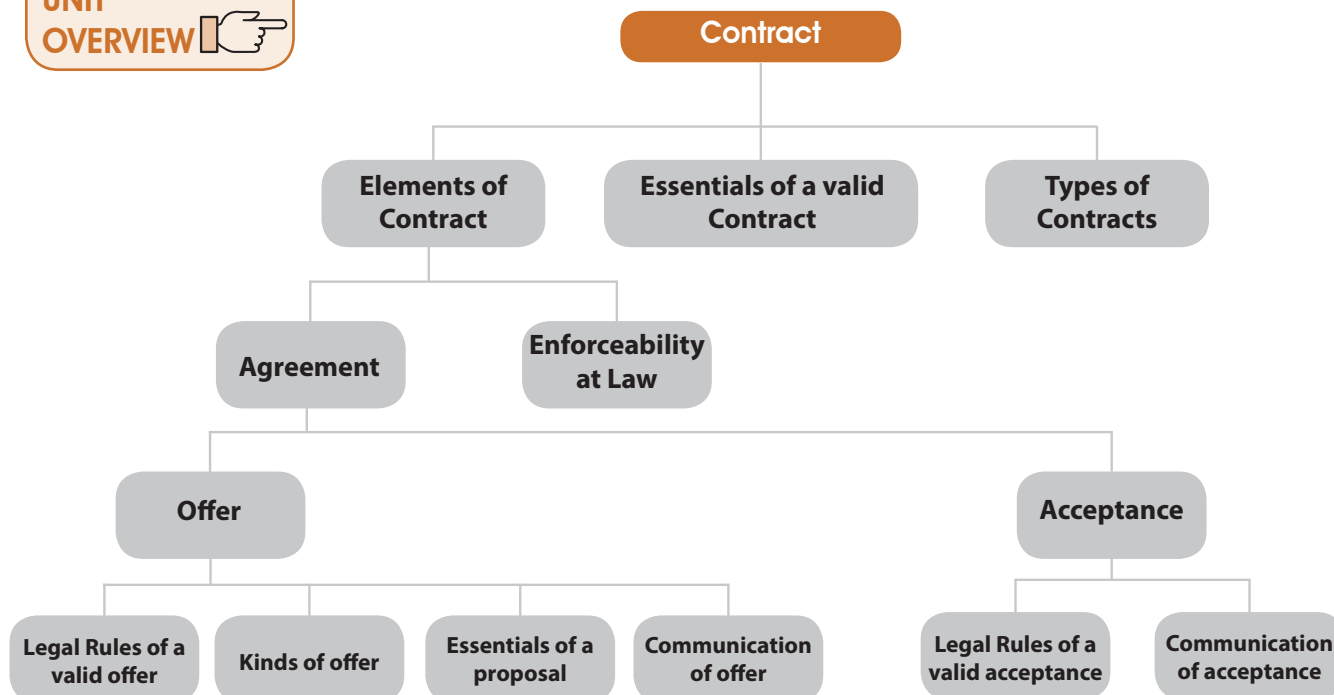 UNIT
OVERVIEW
Contract
Elements of
Contract
Essentials of a valid
Contract
Types of
Contracts
Agreement
Enforceability
at Law
Offer
Acceptance
Legal Rules of a
valid offer
Kinds of offer
Essentials of a
proposal
Communication
of offer
Legal Rules of a
valid acceptance
Communication
of acceptance